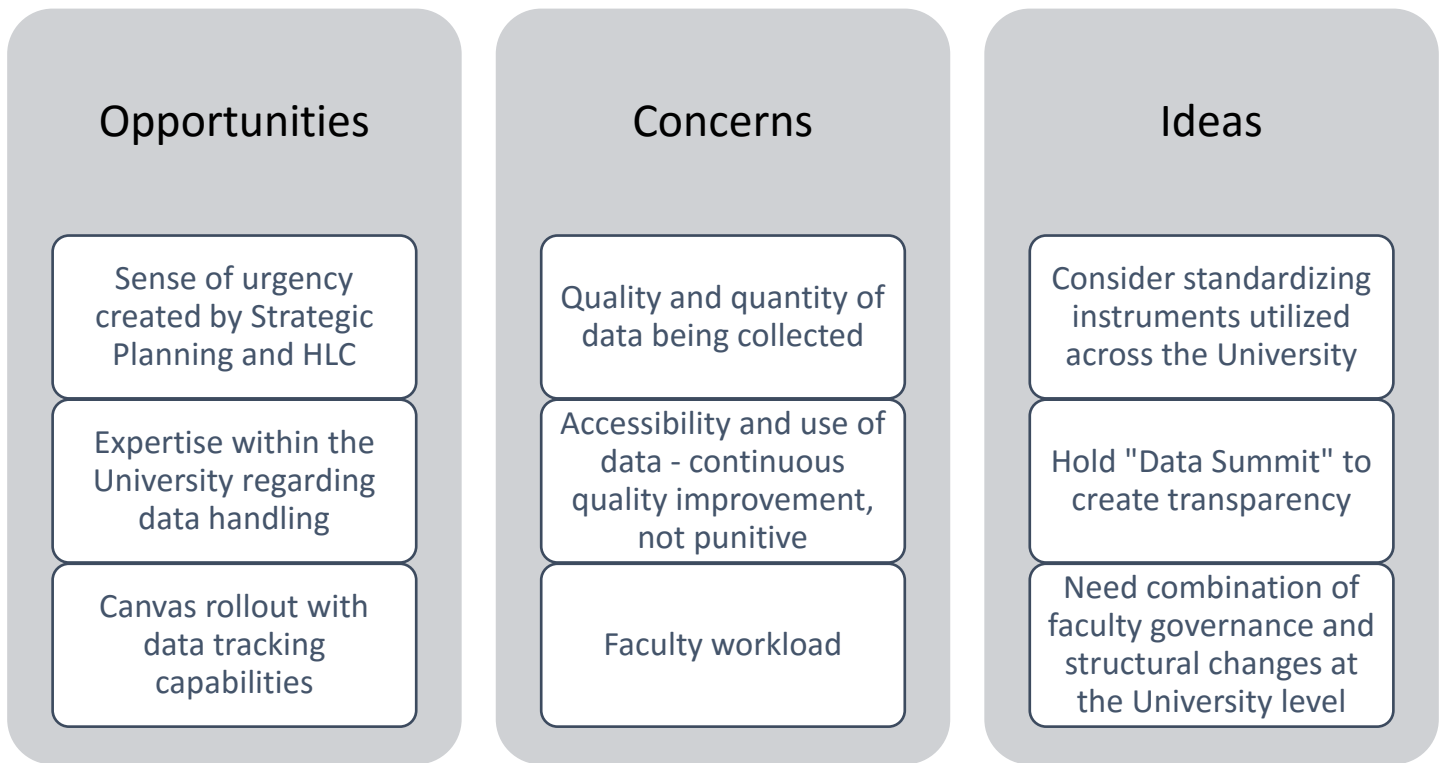 Opportunities
Sense of urgency
created by Strategic
Planning and HLC
Expertise within the
University regarding
data handling
Canvas rollout with
data tracking
capabilities
Concerns
Quality and quantity of
data being collected
Accessibility and use of
data - continuous
quality improvement,
not punitive
Faculty workload
Ideas
Consider standardizing
instruments utilized
across the University
Hold "Data Summit" to
create transparency
Need combination of
faculty governance and
structural changes at
the University level